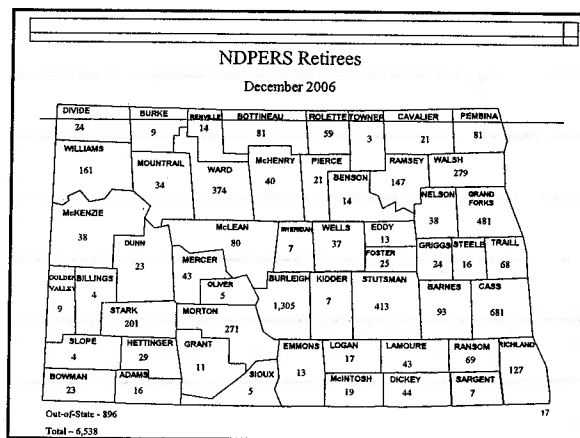 NDPERS Retirees
December 2006
DIVIDE BURKE RENVILLE BOTTINEAU ROLETTE TOWNER CAVALIER PEMBINA
24 9 14 81 59 3 21 81
WILLIAMS MOUNTRAIL WARD McHENRY PIERCE BENSON RAMSEY WALSH
161 34 374 40 21 14 147 279
NELSON GRAND FORKS
38 481
McKENZIE DUNN McLEAN SHERIDAN WELLS EDDY
38 23 80 7 37 13
FOSTER GRIGGS STEELE TRAILL
25 24 16 68
MERCER OLIVER
43 5
GOLDEN VALLEY BILLINGS STARK MORTON BURLEIGH KIDDER STUTSMAN BARNES CASS
9 4 201 271 1,305 7 413 93 681
SLOPE HETTINGER GRANT EMMONS LOGAN LAMOURE RANSOM RICHLAND
4 29 11 13 17 43 69 127
BOWMAN ADAMS SIOUX McINTOSH DICKEY SARGENT
23 16 5 19 44 7
Out-of-State - 896
17
Total – 6,538